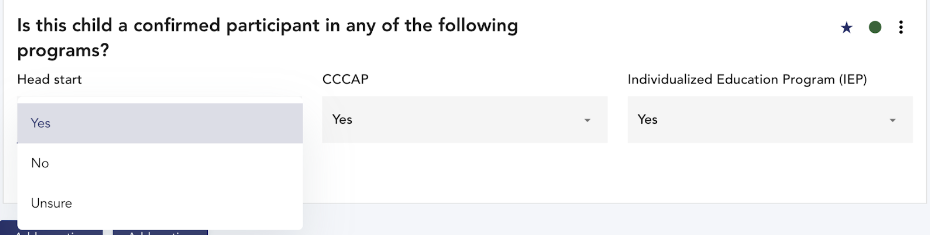 Is this child a confirmed participant in any of the following
programs?
Head start
CCCAP
Individualized Education Program (IEP)
Yes
Yes
Yes
No
Unsure